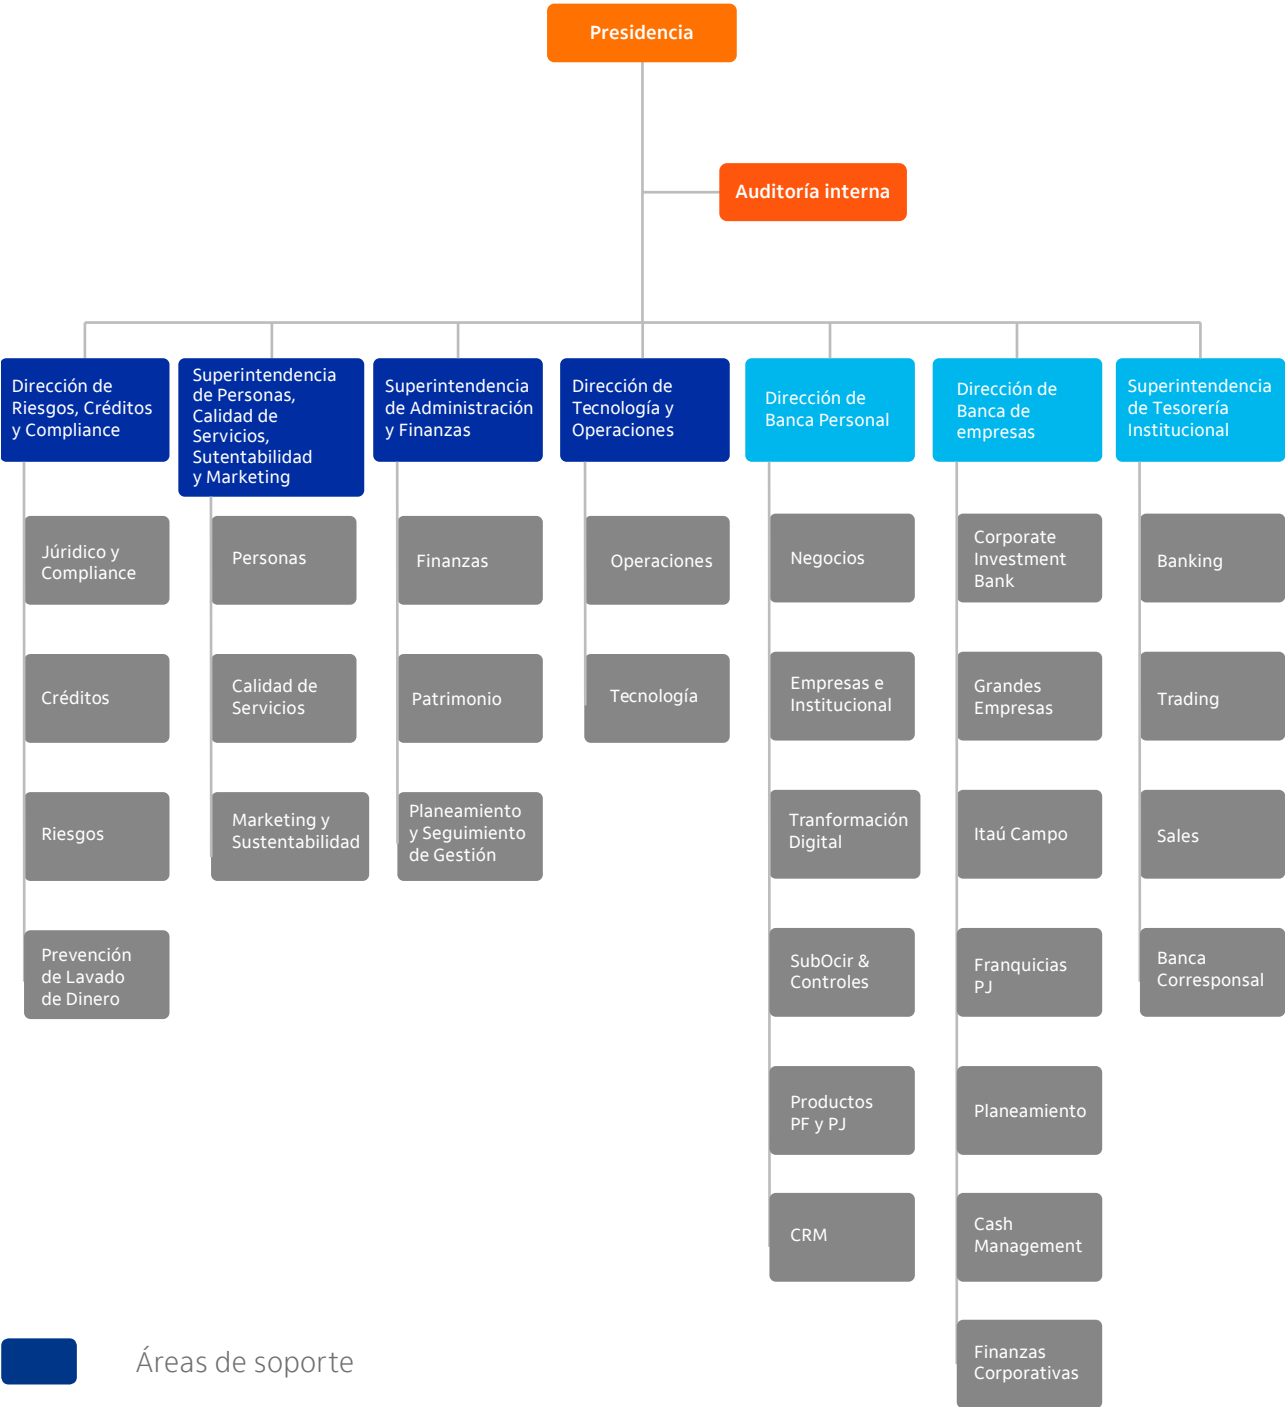 Presidencia
Auditoría interna
Dirección de
Riesgos, Créditos
y Compliance
Superintendencia
de Personas,
Calidad de
Servicios,
Sutentabilidad
y Marketing
Superintendencia
de Administración
y Finanzas
Dirección de
Tecnología y
Operaciones
Dirección de
Banca Personal
Dirección de
Banca de
empresas
Superintendencia
de Tesorería
Institucional
Júridico y
Compliance
Créditos
Riesgos
Prevención
de Lavado
de Dinero
Personas
Calidad de
Servicios
Marketing y
Sustentabilidad
Finanzas
Patrimonio
Planeamiento
y Seguimiento
de Gestión
Operaciones
Tecnología
Negocios
Empresas e
Institucional
Tranformación
Digital
SubOcir &
Controles
Productos
PF y PJ
CRM
Corporate
Investment
Bank
Grandes
Empresas
Itaú Campo
Franquicias
PJ
Planeamiento
Cash
Management
Finanzas
Corporativas
Banking
Trading
Sales
Banca
Corresponsal
Áreas de soporte